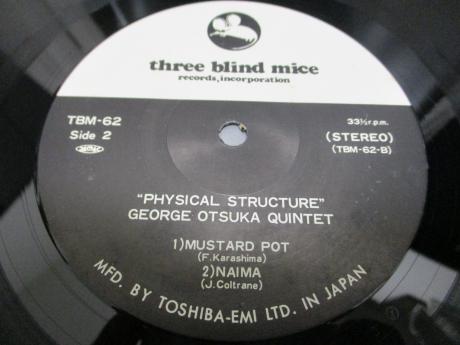 three blind mice
records, incorporation
TBM-62
Side 2
33⅓ r.p.m.
(STEREO)
(TBM-62-B)
"PHYSICAL STRUCTURE"
GEORGE OTSUKA QUINTET
1)MUSTARD POT
(F. Karashima)
2)NAIMA
(J. Coltrane)
MFD. BY TOSHIBA-EMI LTD. IN JAPAN